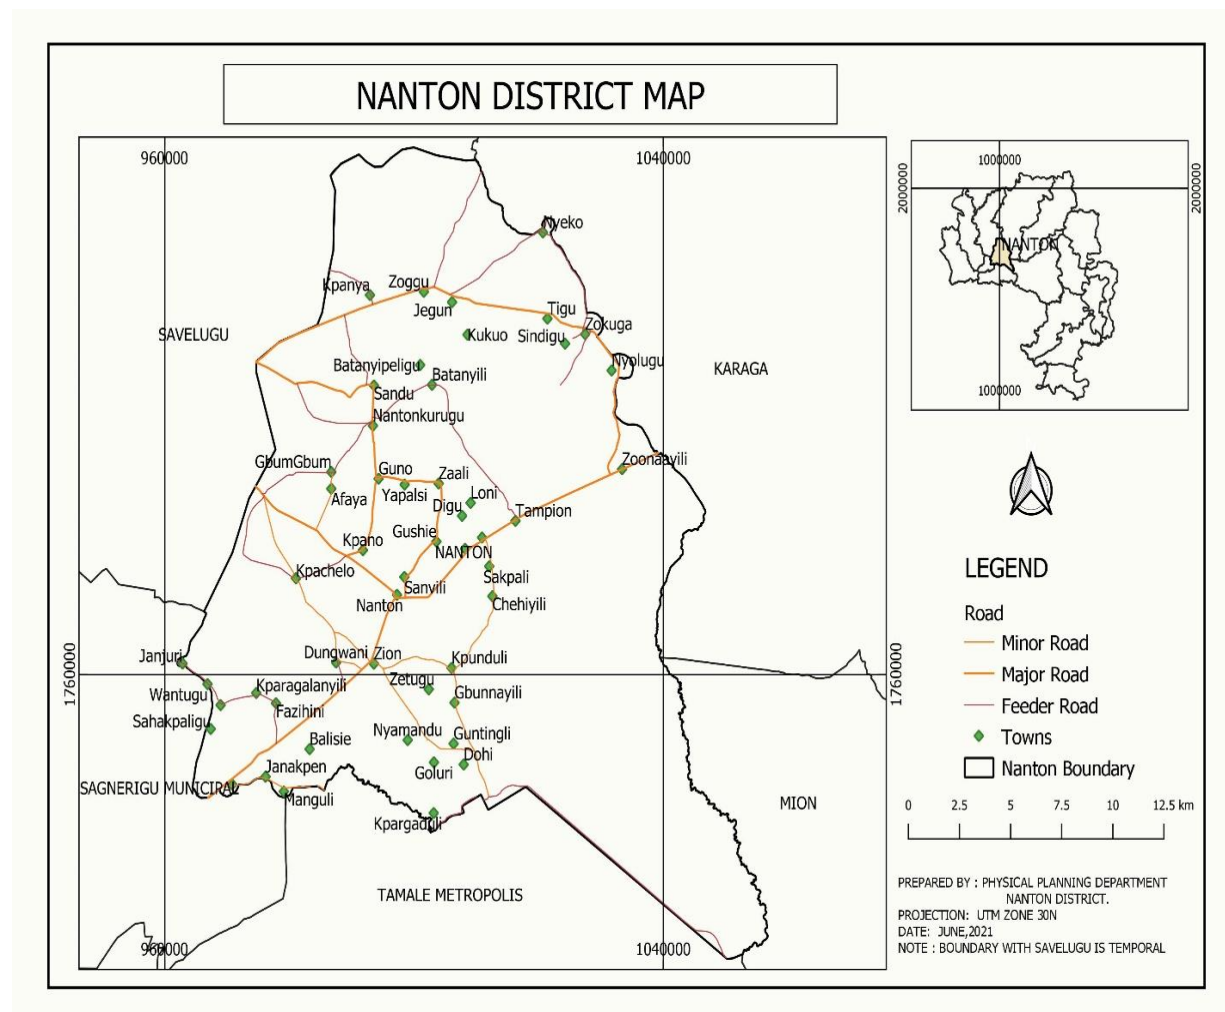 NANTON DISTRICT MAP
960000
1040000
Nyeko
Kpanya
Zoggu
Jegun
Tigu
Zokuga
SAVELUGU
Kukuo
Sindigu
Nyolugu
KARAGA
Batanyipeligu
Batanyili
Sandu
Nantonkurugu
GbumGbum
Guno
Zaali
Zoonaayili
Afaya
Yapalsi
Loni
Digu
Tampion
Gushie
Kpano
NANTON
Kpachelo
Sanvili
Sakpali
Nanton
Chehiyili
Janjuri
Dungwani
Zion
Kpunduli
1760000
1760000
Wantugu
Kparagalanyili
Zetugu
Gbunnayili
Sahakpaligu
Fazihini
Balisie
Nyamandu
Guntingli
Dohi
Goluri
Janakpen
SAGNERIGU MUNICIRAL
Manguli
Kpargaduli
MION
TAMALE METROPOLIS
960000
1040000
1000000
2000000
2000000
NANTON
1000000
LEGEND
Road
Minor Road
Major Road
Feeder Road
Towns
Nanton Boundary
0 2.5 5 7.5 10 12.5 km
PREPARED BY : PHYSICAL PLANNING DEPARTMENT
NANTON DISTRICT.
PROJECTION: UTM ZONE 30N
DATE: JUNE,2021
NOTE : BOUNDARY WITH SAVELUGU IS TEMPORAL